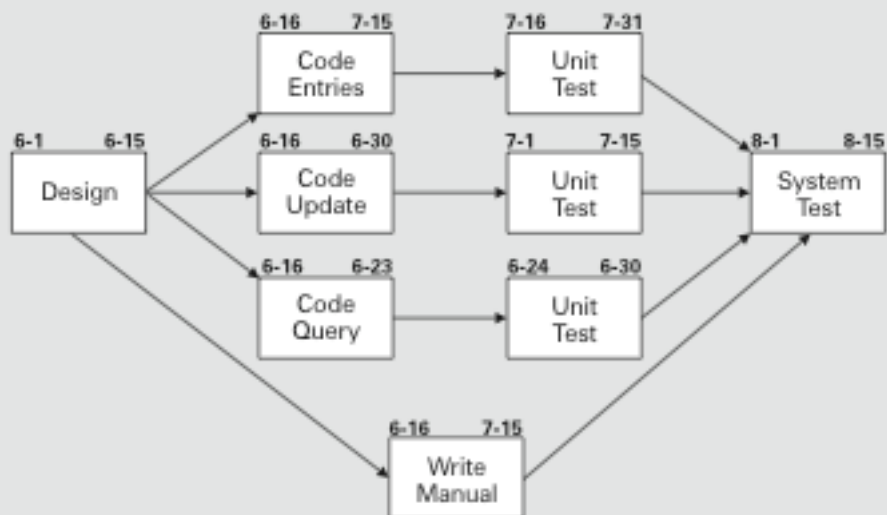 6-16 7-15
Code
Entries
7-16 7-31
Unit
Test
6-1 6-15
Design
6-16 6-30
Code
Update
7-1 7-15
Unit
Test
8-1 8-15
System
Test
6-16 6-23
Code
Query
6-24 6-30
Unit
Test
6-16 7-15
Write
Manual